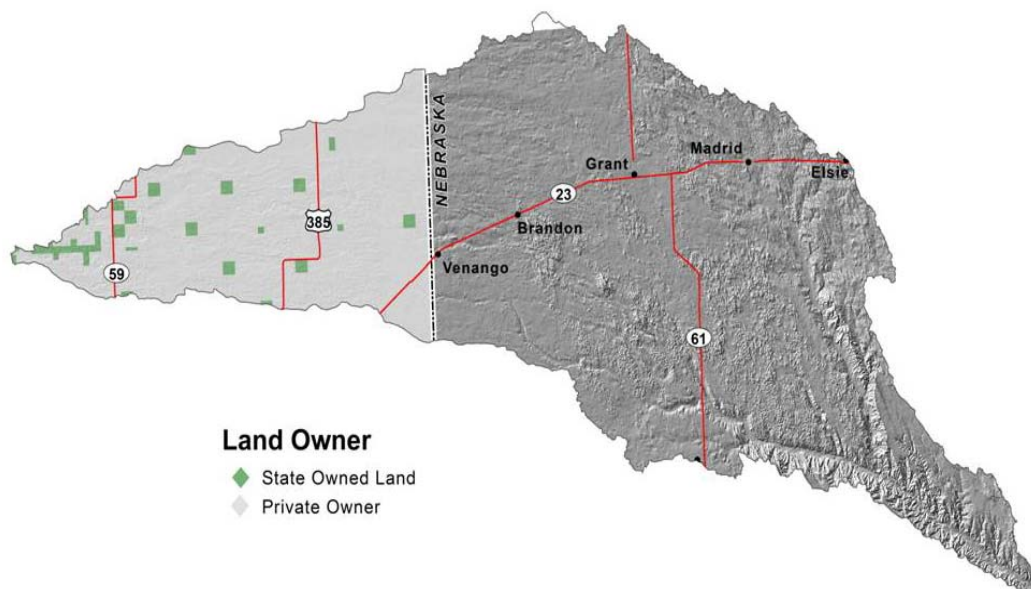 NEBRASKA
Madrid
Grant
Elsie
23
385
Brandon
Venango
59
61
Land Owner
State Owned Land
Private Owner